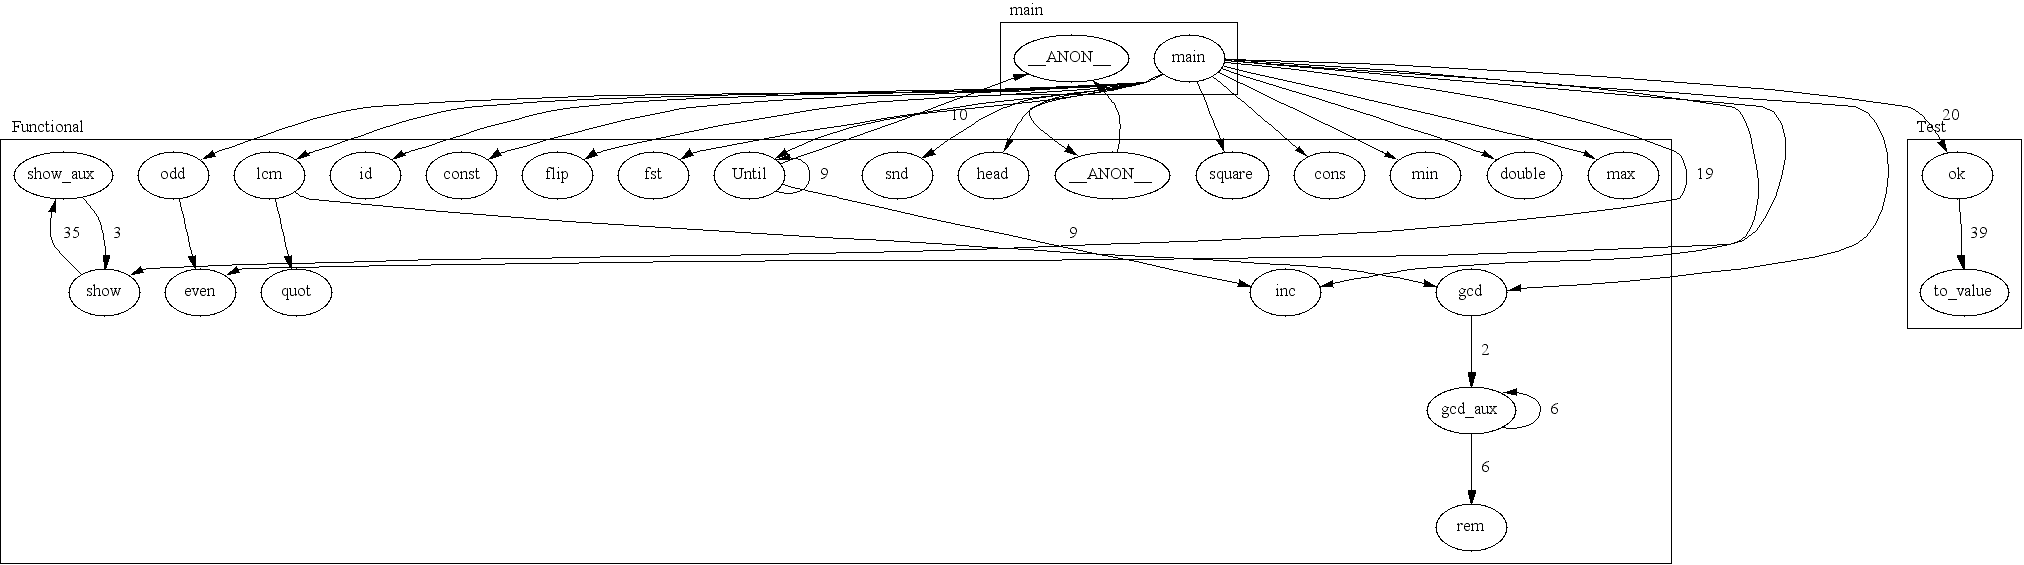 main
__ANON__ main
10 20
Functional Test
show_aux odd lcm id const flip fst Until 9 snd head __ANON__ square cons min double max 19 ok
35 3 9 39
show even quot inc gcd to_value
2
gcd_aux 6
6
rem